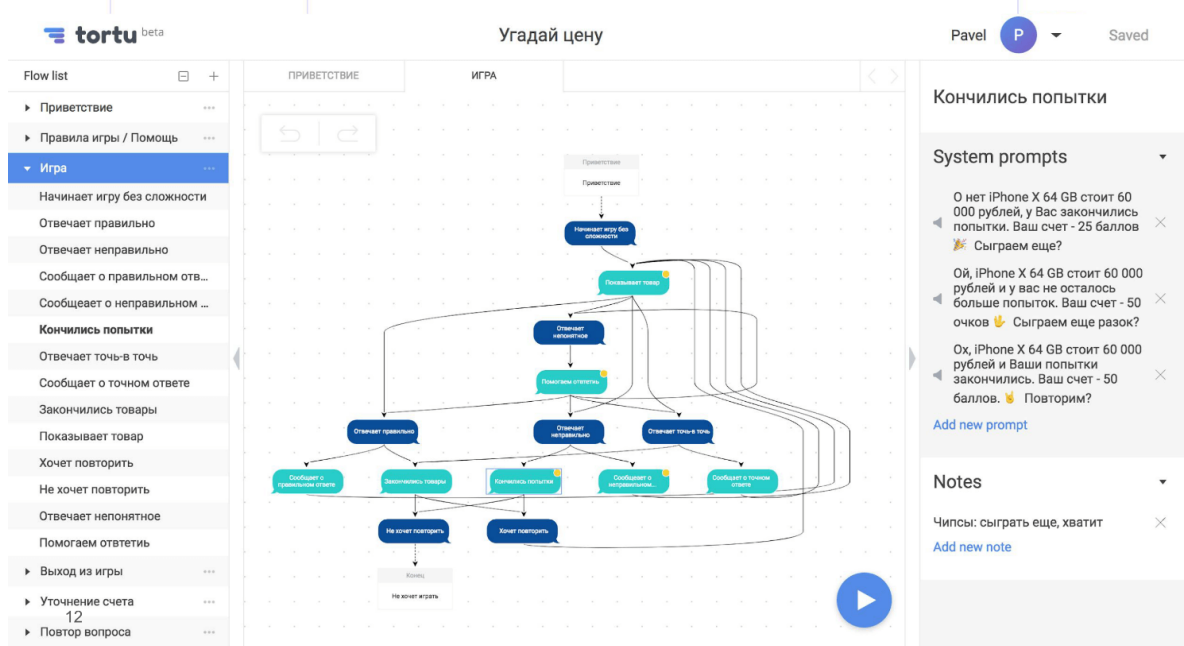 tortu beta
Угадай цену
Pavel
P
Saved
Flow list
Приветствие
Правила игры / Помощь
Игра
Начинает игру без сложности
Отвечает правильно
Отвечает неправильно
Сообщает о правильном отв...
Сообщеает о неправильном ...
Кончились попытки
Отвечает точь-в точь
Сообщает о точном ответе
Закончились товары
Показывает товар
Хочет повторить
Не хочет повторить
Отвечает непонятное
Помогаем отвтетиь
Выход из игры
Уточнение счета
12
Повтор вопроса
ПРИВЕТСТВИЕ
ИГРА
Приветствие
Приветствие
Начинает игру без
сложности
Показывает товар
Отвечает
непонятное
Помогаем отвтетиь
Отвечает правильно
Отвечает
неправильно
Отвечает точь-в точь
Сообщает с
правильном ответе
Закончились товары
Кончились попытки
Сообщеает о
неправильном...
Сообщает о точном
ответе
Не хочет повторить
Хочет повторить
Конец
Не хочет играть
Кончились попытки
System prompts
О нет iPhone X 64 GB стоит 60
000 рублей, у Вас закончились
попытки. Ваш счет - 25 баллов
🎉 Сыграем еще?
Ой, iPhone X 64 GB стоит 60 000
рублей и у вас не осталось
больше попыток. Ваш счет - 50
очков 🖖 Сыграем еще разок?
Ох, iPhone X 64 GB стоит 60 000
рублей и Ваши попытки
закончились. Ваш счет - 50
баллов. 🤘 Повторим?
Add new prompt
Notes
Чипсы: сыграть еще, хватит
Add new note